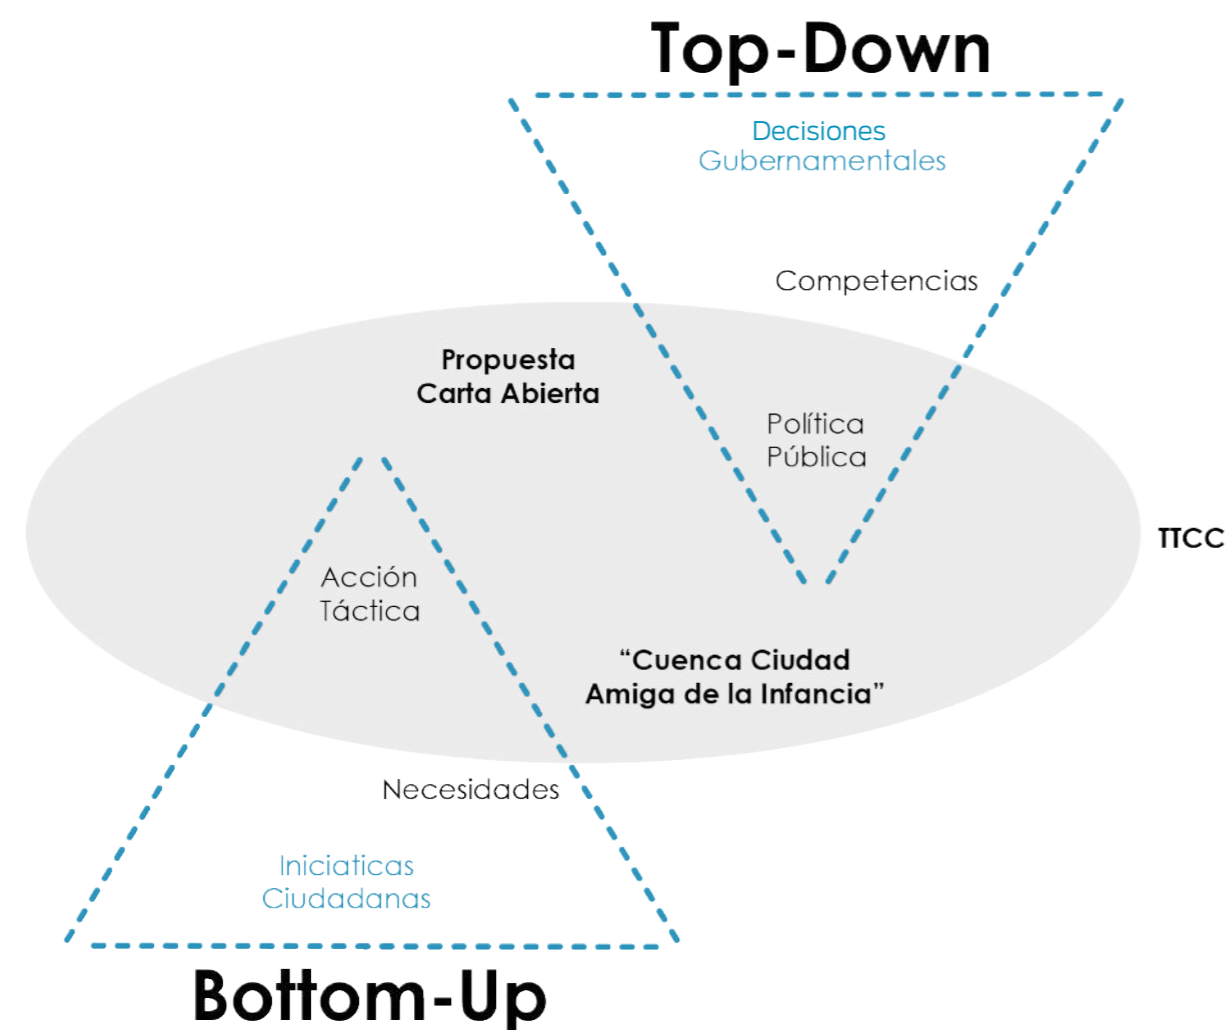 Top-Down
Decisiones
Gubernamentales
Competencias
Propuesta
Carta Abierta
Política
Pública
TTCC
Acción
Táctica
“Cuenca Ciudad
Amiga de la Infancia”
Necesidades
Iniciaticas
Ciudadanas
Bottom-Up